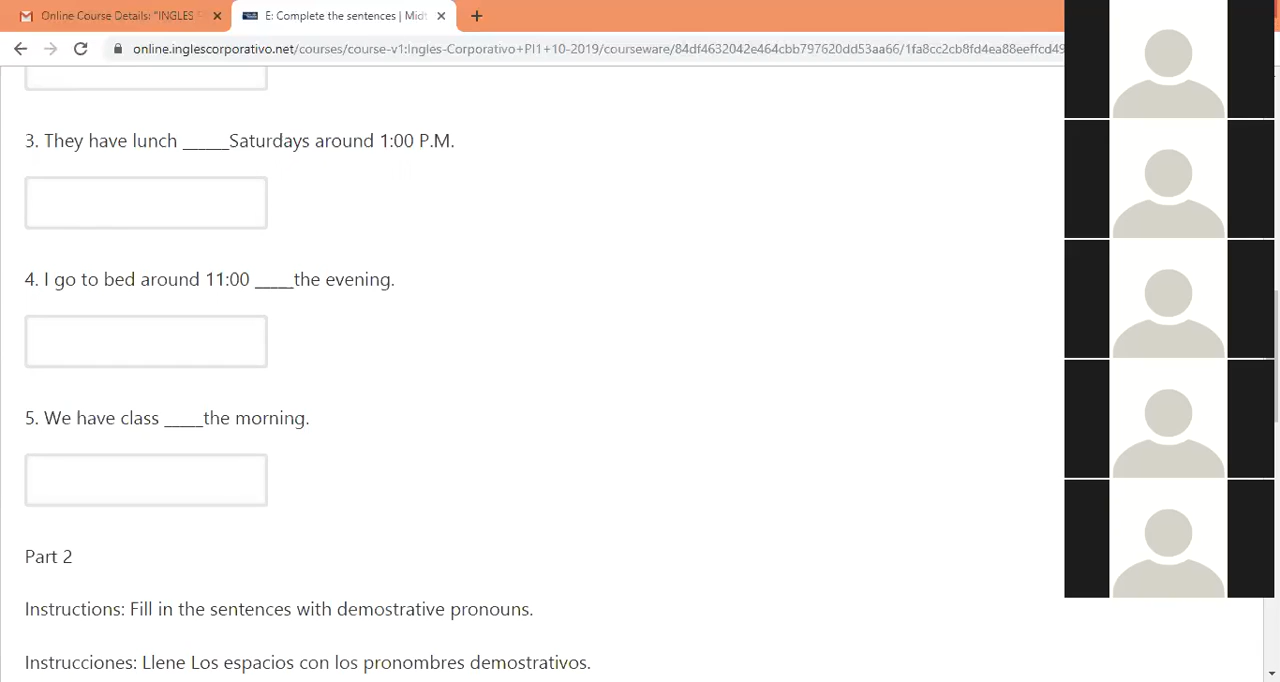 Online Course Details: "INGLES
E: Complete the sentences | Midt
online.inglescorporativo.net/courses/course-v1:Ingles-Corporativo+PI1+10-2019/courseware/84df4632042e464cbb797620dd53aa66/1fa8cc2cb8fd4ea88eeffcd49
3. They have lunch _____Saturdays around 1:00 P.M.
4. I go to bed around 11:00 ____the evening.
5. We have class ____the morning.
Part 2
Instructions: Fill in the sentences with demostrative pronouns.
Instrucciones: Llene Los espacios con los pronombres demostrativos.